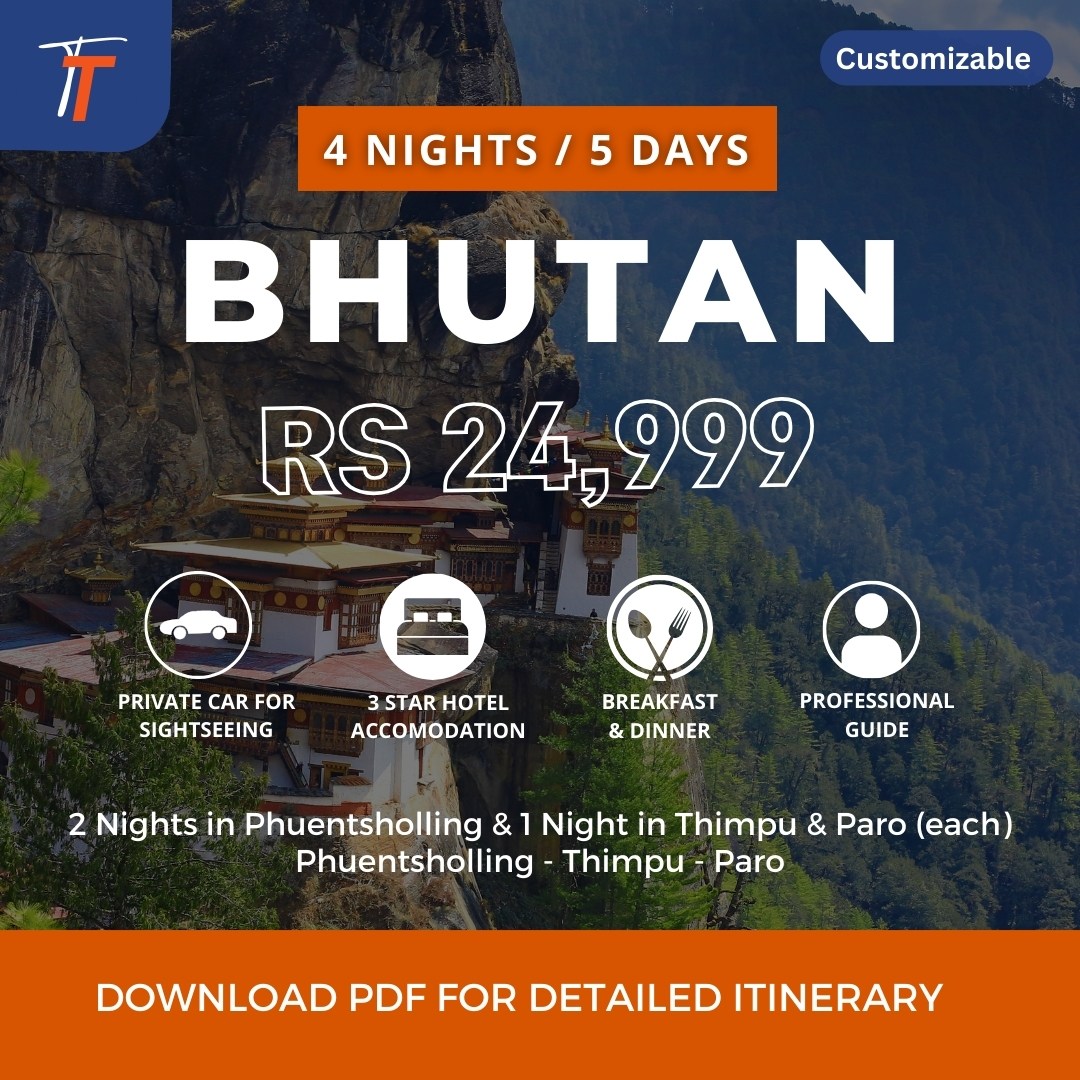 TT
Customizable
4 NIGHTS / 5 DAYS
BHUTAN
RS 24,999
PRIVATE CAR FOR
SIGHTSEEING
3 STAR HOTEL
ACCOMODATION
BREAKFAST
& DINNER
PROFESSIONAL
GUIDE
2 Nights in Phuentsholling & 1 Night in Thimpu & Paro (each)
Phuentsholling - Thimpu - Paro
DOWNLOAD PDF FOR DETAILED ITINERARY